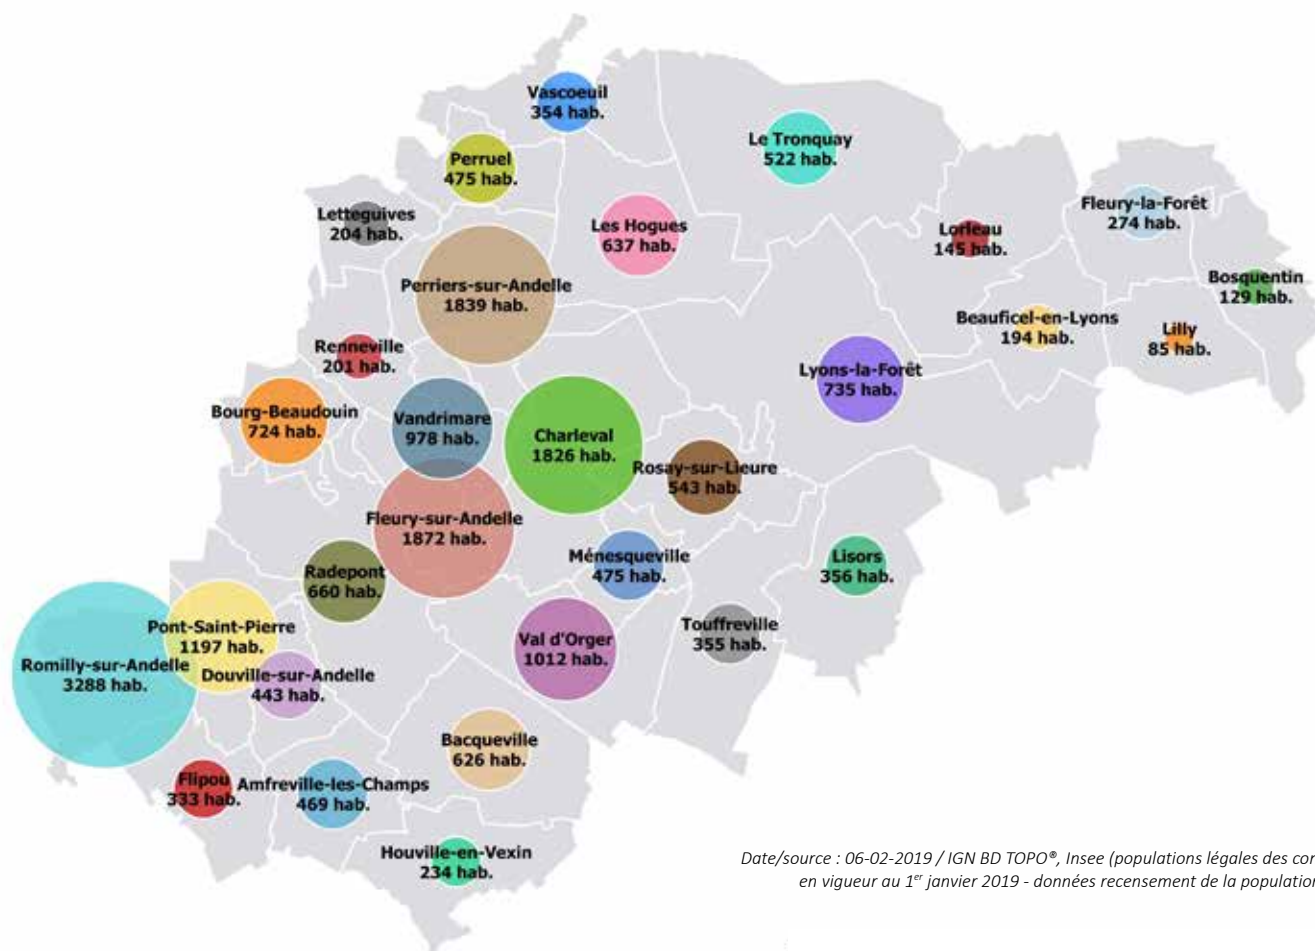 Vascoeuil
354 hab.
Le Tronquay
522 hab.
Perruel
475 hab.
Letteguives
204 hab.
Les Hogues
637 hab.
Fleury-la-Forêt
274 hab.
Lorleau
145 hab.
Bosquentin
129 hab.
Perriers-sur-Andelle
1839 hab.
Beauficel-en-Lyons
194 hab.
Lilly
85 hab.
Renneville
201 hab.
Lyons-la-Forêt
735 hab.
Bourg-Beaudouin
724 hab.
Vandrimare
978 hab.
Charleval
1826 hab.
Rosay-sur-Lieure
543 hab.
Fleury-sur-Andelle
1872 hab.
Ménesqueville
475 hab.
Lisors
356 hab.
Radepont
660 hab.
Pont-Saint-Pierre
1197 hab.
Val d'Orger
1012 hab.
Touffreville
355 hab.
Romilly-sur-Andelle
3288 hab.
Douville-sur-Andelle
443 hab.
Bacqueville
626 hab.
Flipou
333 hab.
Amfreville-les-Champs
469 hab.
Houville-en-Vexin
234 hab.
Date/source : 06-02-2019 / IGN BD TOPO®, Insee (populations légales des
en vigueur au 1er janvier 2019 - données recensement de la population